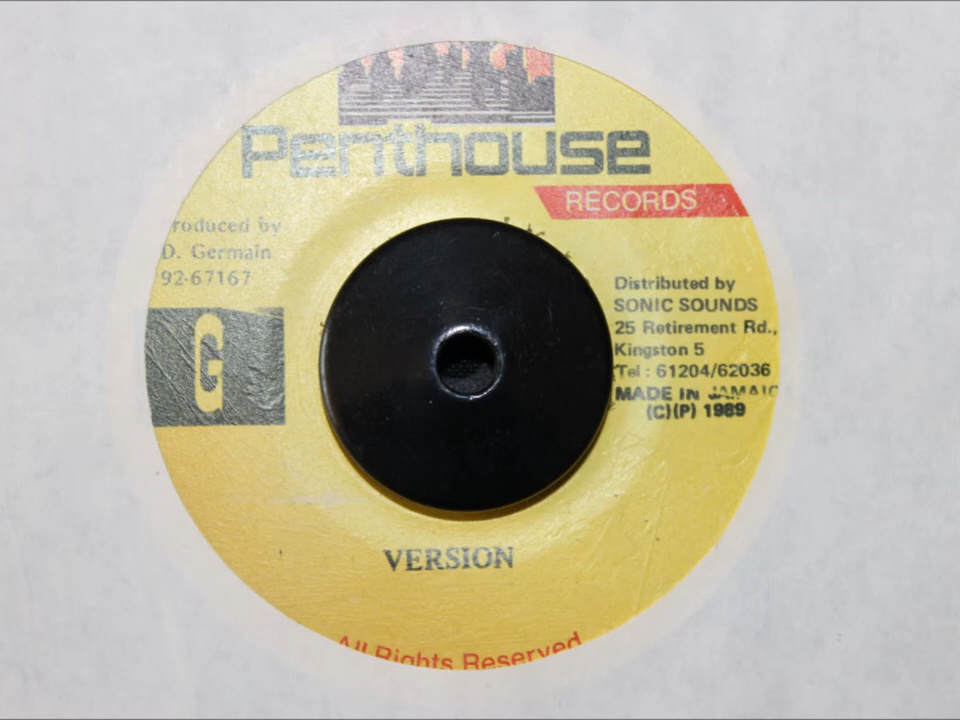 Penthouse
RECORDS
roduced by
D. Germain
92-67167
G
Distributed by
SONIC SOUNDS
25 Retirement Rd.,
Kingston 5
Tel : 61204/62036
MADE IN JAMAIC
(C)(P) 1989
VERSION
All Rights Reserved